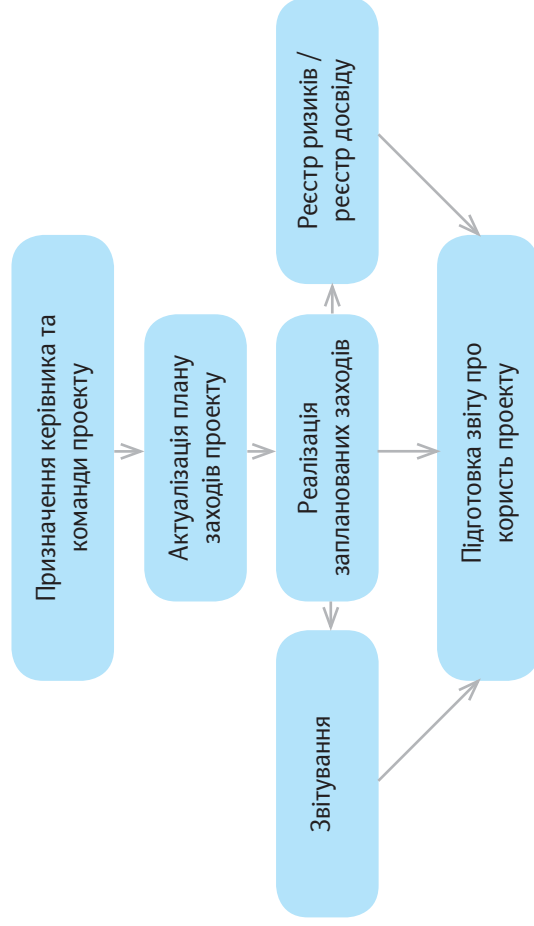 Призначення керівника та
команди проекту
Актуалізація плану
заходів проекту
Звітування
Реалізація
запланованих заходів
Реєстр ризиків /
реєстр досвіду
Підготовка звіту про
користь проекту